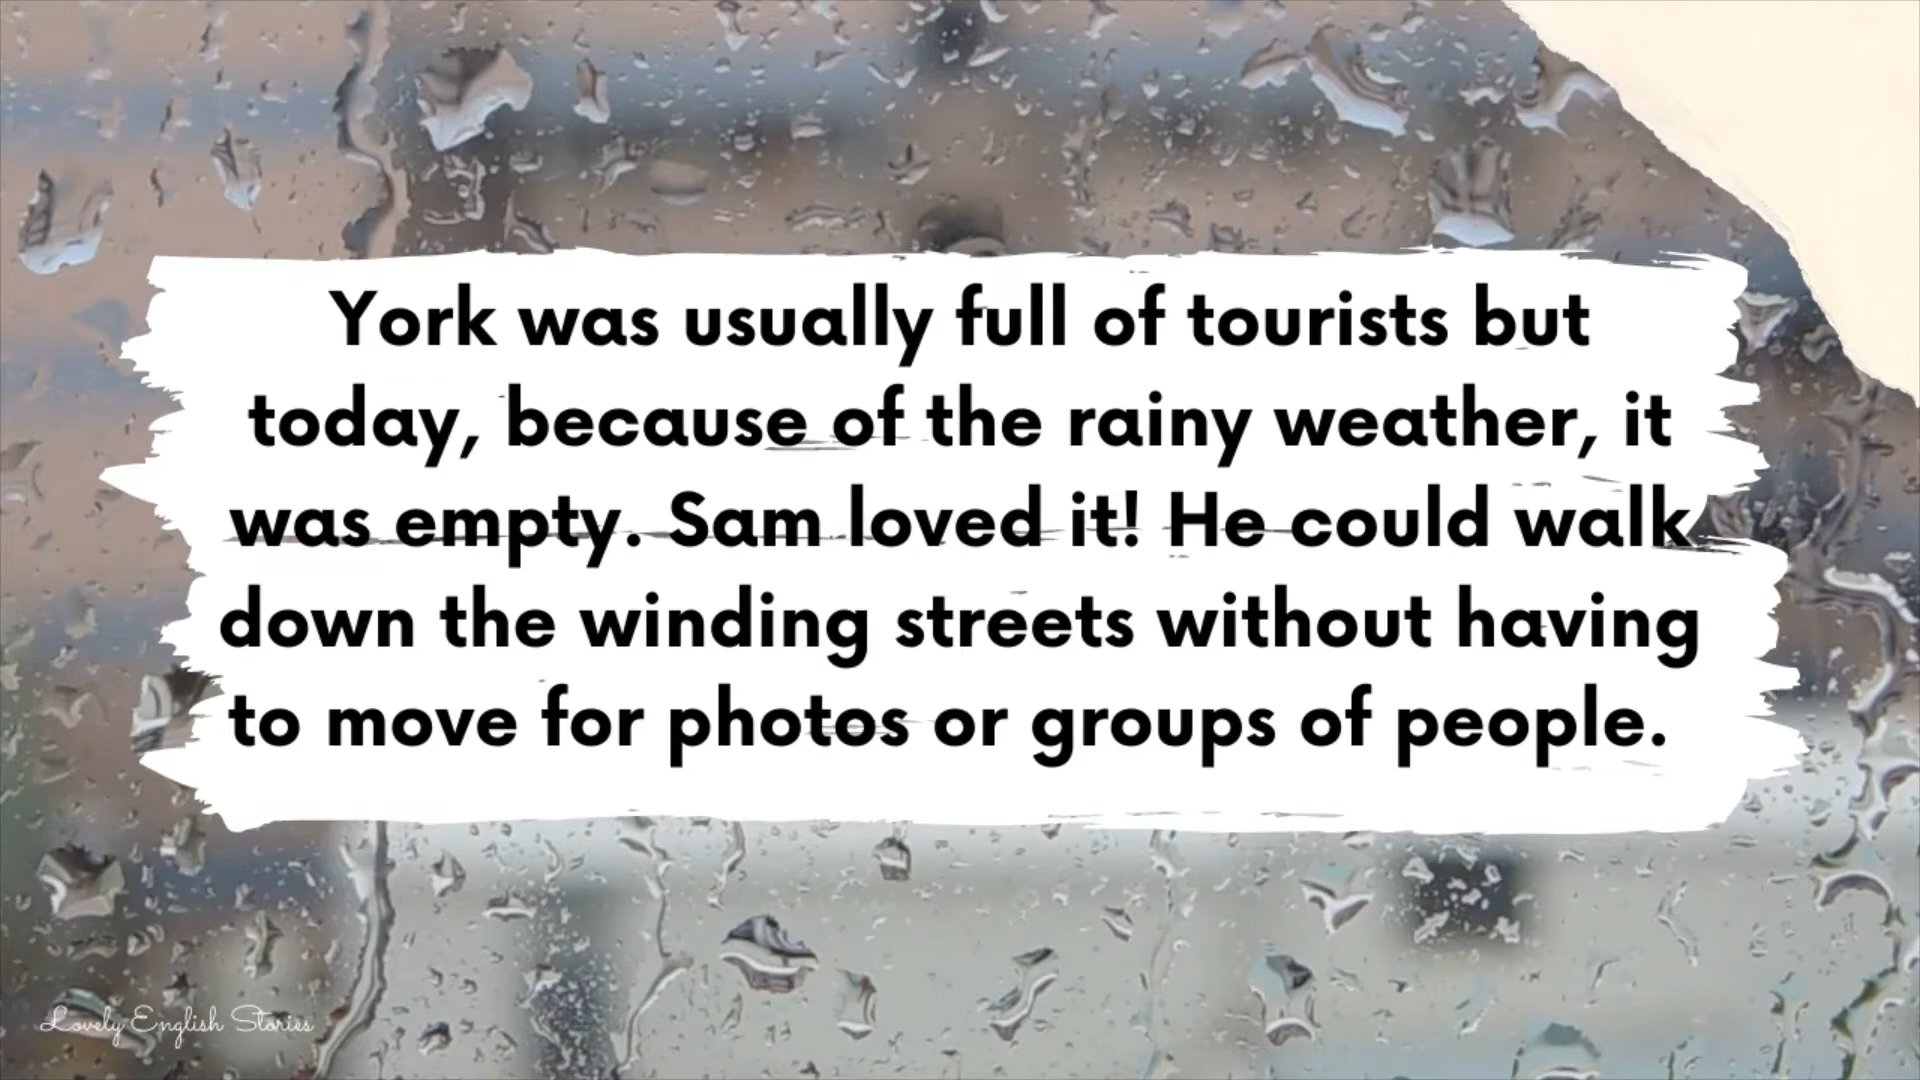 York was usually full of tourists but
today, because of the rainy weather, it
was empty. Sam loved it! He could walk
down the winding streets without having
to move for photos or groups of people.
Lovely English Stories